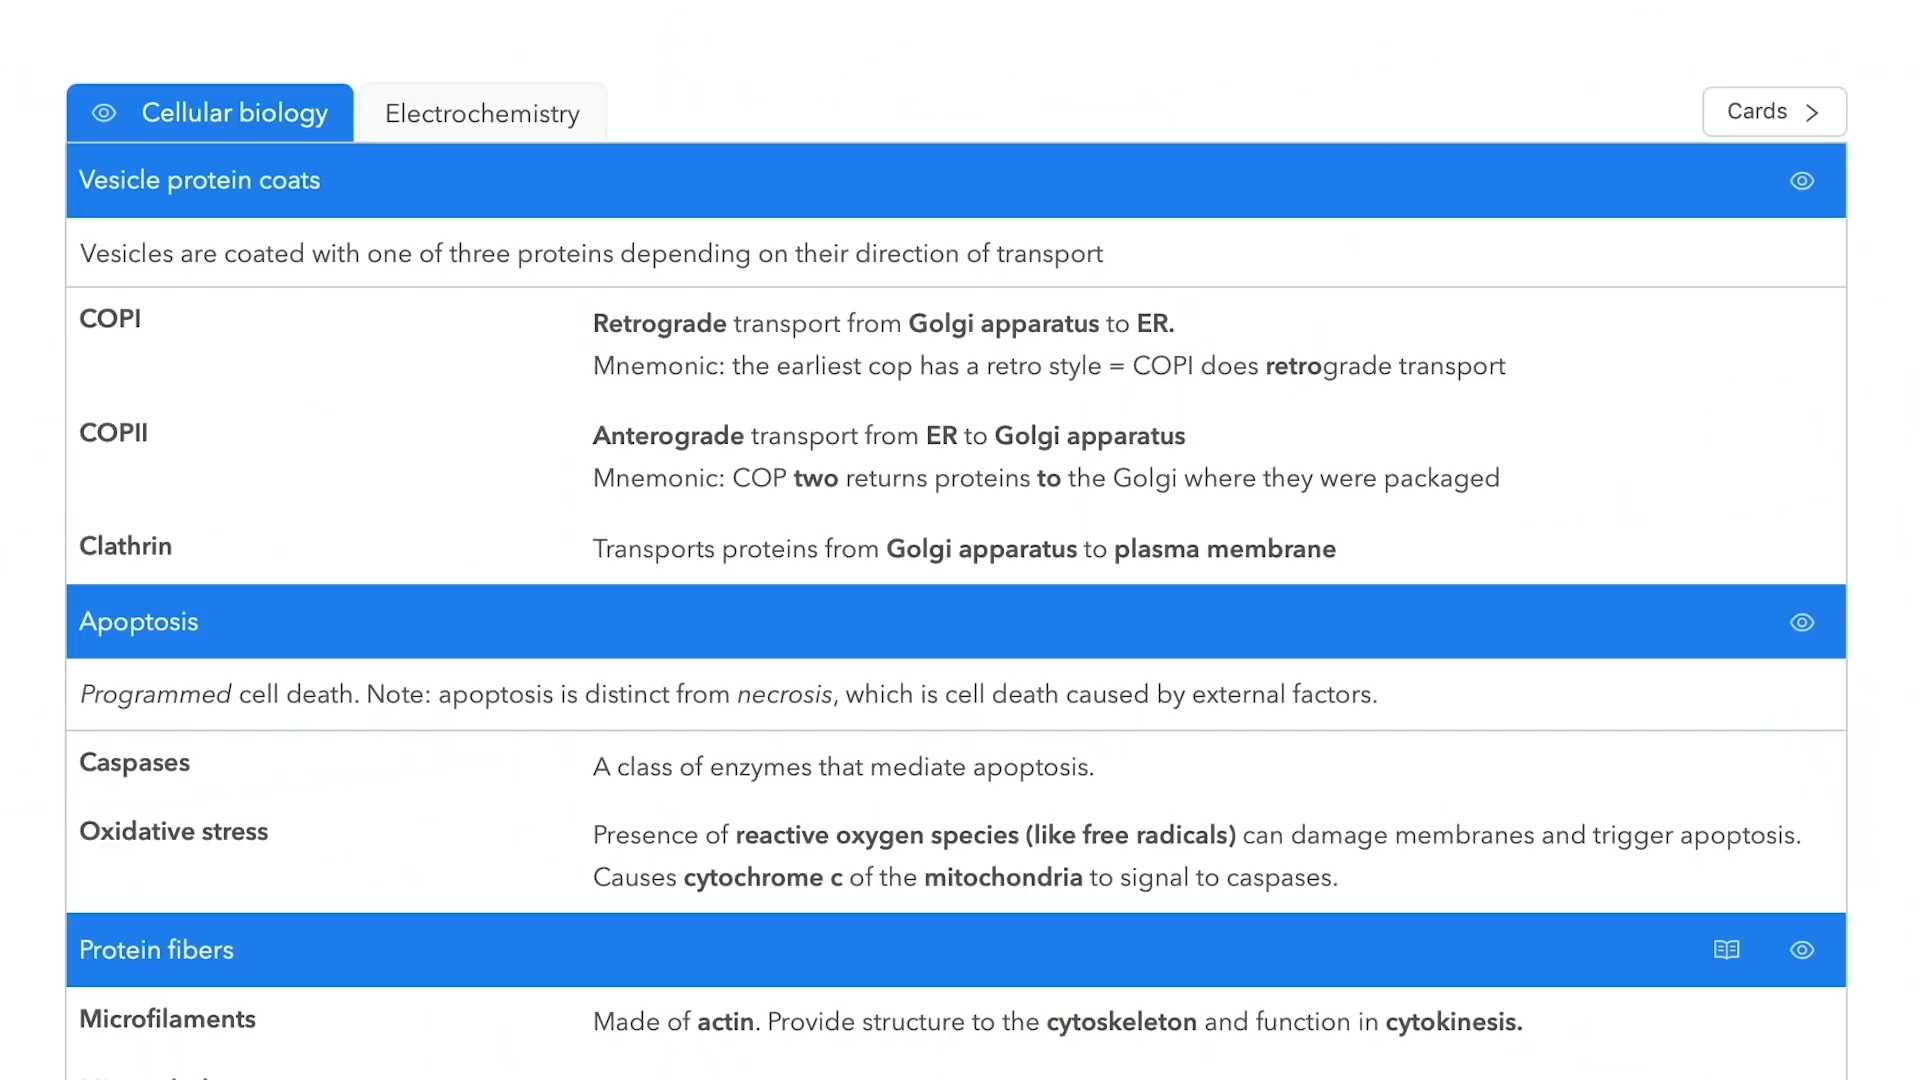 Cellular biology
Electrochemistry
Cards
Vesicle protein coats
Vesicles are coated with one of three proteins depending on their direction of transport
COPI
Retrograde transport from Golgi apparatus to ER.
Mnemonic: the earliest cop has a retro style = COPI does retrograde transport
COPII
Anterograde transport from ER to Golgi apparatus
Mnemonic: COP two returns proteins to the Golgi where they were packaged
Clathrin
Transports proteins from Golgi apparatus to plasma membrane
Apoptosis
Programmed cell death. Note: apoptosis is distinct from necrosis, which is cell death caused by external factors.
Caspases
A class of enzymes that mediate apoptosis.
Oxidative stress
Presence of reactive oxygen species (like free radicals) can damage membranes and trigger apoptosis.
Causes cytochrome c of the mitochondria to signal to caspases.
Protein fibers
Microfilaments
Made of actin. Provide structure to the cytoskeleton and function in cytokinesis.